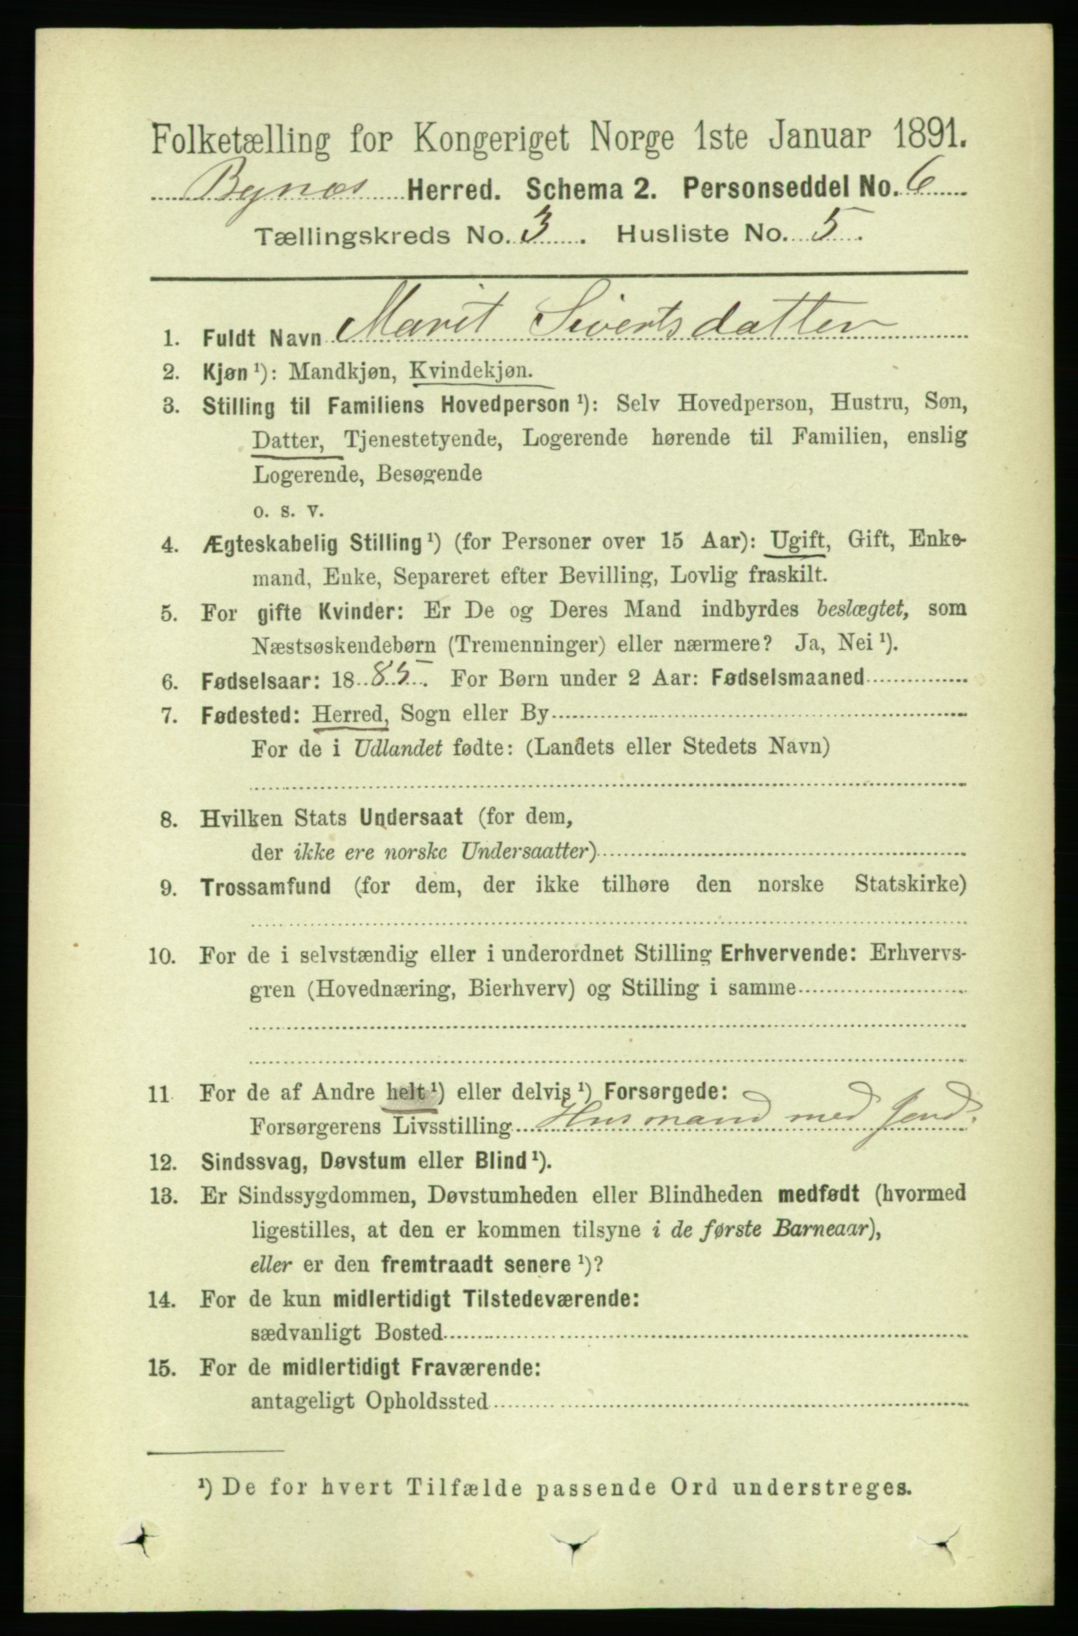 Folketælling for Kongeriget Norge 1ste Januar 1891.
Bynæs Herred. Schema 2. Personseddel No. 6
Tællingskreds No. 3. Husliste No. 5.
1. Fuldt Navn Marit Sivertsdatter
2. Kjøn ¹): Mandkjøn, Kvindekjøn.
3. Stilling til Familiens Hovedperson ¹): Selv Hovedperson, Hustru, Søn,
Datter, Tjenestetyende, Logerende hørende til Familien, enslig
Logerende, Besøgende
o. s. v.
4. Ægteskabelig Stilling ¹) (for Personer over 15 Aar): Ugift, Gift, Enke-
mand, Enke, Separeret efter Bevilling, Lovlig fraskilt.
5. For gifte Kvinder: Er De og Deres Mand indbyrdes beslægtet, som
Næstsøskendebørn (Tremenninger) eller nærmere? Ja, Nei ¹).
6. Fødselsaar: 1885. For Børn under 2 Aar: Fødselsmaaned
7. Fødested: Herred, Sogn eller By
For de i Udlandet fødte: (Landets eller Stedets Navn)
8. Hvilken Stats Undersaat (for dem,
der ikke ere norske Undersaatter)
9. Trossamfund (for dem, der ikke tilhøre den norske Statskirke)
10. For de i selvstændig eller i underordnet Stilling Erhvervende: Erhvervs-
gren (Hovednæring, Bierhverv) og Stilling i samme
11 For de af Andre helt ¹) eller delvis ¹) Forsørgede:
Forsørgerens Livsstilling Husmand med Jord.
12. Sindssvag, Døvstum eller Blind ¹).
13. Er Sindssygdommen, Døvstumheden eller Blindheden medfødt (hvormed
ligestilles, at den er kommen tilsyne i de første Barneaar),
eller er den fremtraadt senere ¹)?
14. For de kun midlertidigt Tilstedeværende:
sædvanligt Bosted
15. For de midlertidigt Fraværende:
antageligt Opholdssted
¹) De for hvert Tilfælde passende Ord understreges.